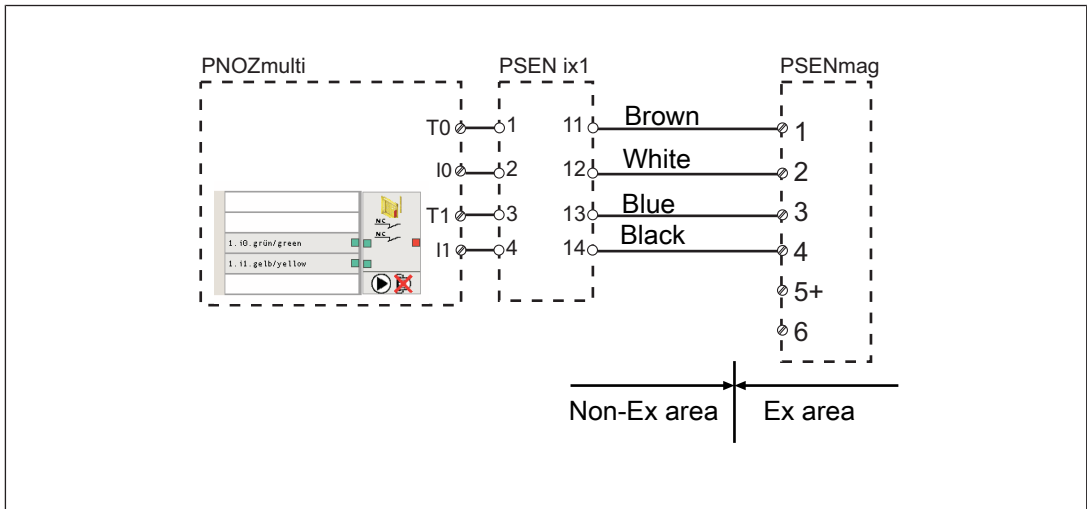 PNOZmulti PSEN ix1 PSENmag
T0 1 11 Brown 1
I0 2 12 White 2
T1 3 13 Blue 3
I1 4 14 Black 4
5+
6
NC
NC
1.i0.grün/green
1.i1.gelb/yellow
Non-Ex area Ex area